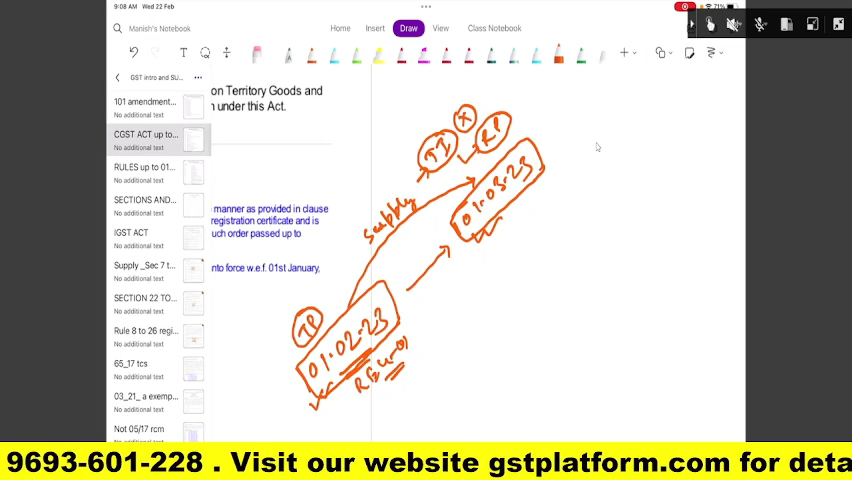 9:08 AM Wed 22 Feb
71%
Manish's Notebook
Home Insert Draw View Class Notebook
GST intro and SU...
101 amendment...
No additional text
CGST ACT up to...
No additional text
RULES up to 01...
No additional text
SECTIONS AND...
No additional text
IGST ACT
No additional text
Supply _Sec 7 t...
No additional text
SECTION 22 TO...
No additional text
Rule 8 to 26 regi...
No additional text
65_17 tcs
No additional text
03_21_ a exemp...
No additional text
Not 05/17 rcm
No additional text
on Territory Goods and
n under this Act.
manner as provided in clause
registration certificate and is
uch order passed up to
nto force w.e.f. 01st January,
X
TI
RP
01.03.23
supply
TP
01.02.23
9693-601-228 . Visit our website gstplatform.com for deta